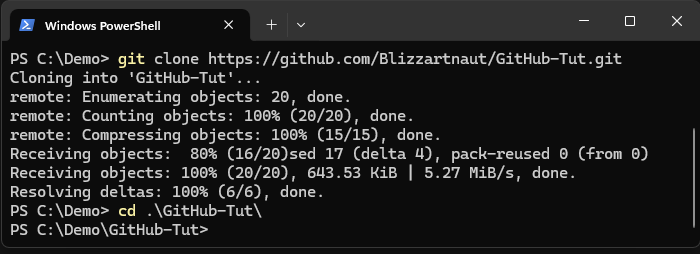 Windows PowerShell
PS C:\Demo> git clone https://github.com/Blizzartnaut/GitHub-Tut.git
Cloning into 'GitHub-Tut'...
remote: Enumerating objects: 20, done.
remote: Counting objects: 100% (20/20), done.
remote: Compressing objects: 100% (15/15), done.
Receiving objects:  80% (16/20)sed 17 (delta 4), pack-reused 0 (from 0)
Receiving objects: 100% (20/20), 643.53 KiB | 5.27 MiB/s, done.
Resolving deltas: 100% (6/6), done.
PS C:\Demo> cd .\GitHub-Tut\
PS C:\Demo\GitHub-Tut>